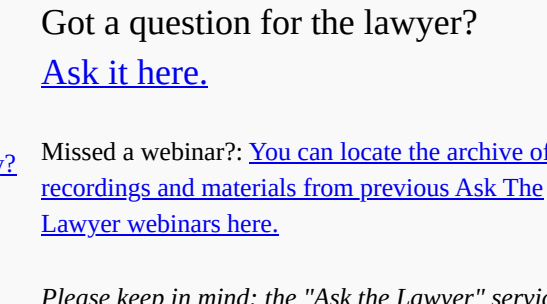 Got a question for the lawyer?
Ask it here.
Missed a webinar?: You can locate the archive of
y?
recordings and materials from previous Ask The
Lawyer webinars here.
Please keep in mind: the "Ask the Lawyer"